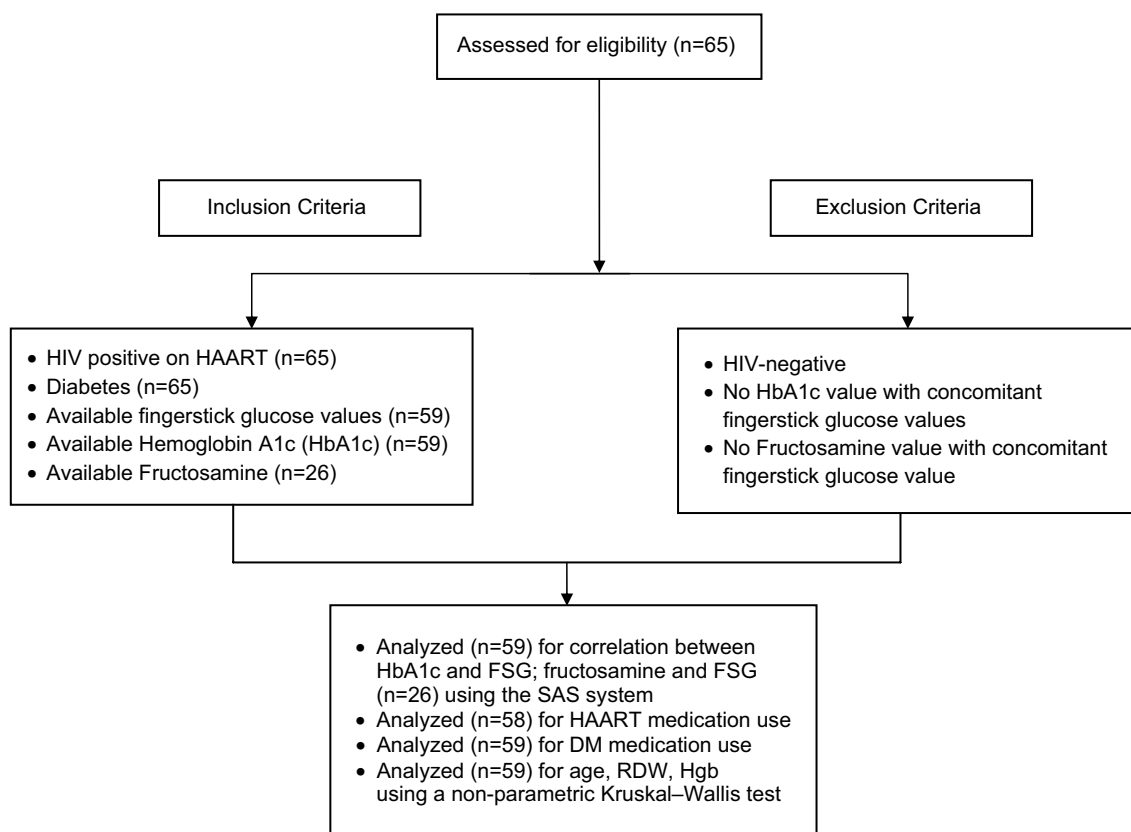 Assessed for eligibility (n=65)
Inclusion Criteria
Exclusion Criteria
• HIV positive on HAART (n=65)
• Diabetes (n=65)
• Available fingerstick glucose values (n=59)
• Available Hemoglobin A1c (HbA1c) (n=59)
• Available Fructosamine (n=26)
• HIV-negative
• No HbA1c value with concomitant
fingerstick glucose values
• No Fructosamine value with concomitant
fingerstick glucose value
• Analyzed (n=59) for correlation between
HbA1c and FSG; fructosamine and FSG
(n=26) using the SAS system
• Analyzed (n=58) for HAART medication use
• Analyzed (n=59) for DM medication use
• Analyzed (n=59) for age, RDW, Hgb
using a non-parametric Kruskal–Wallis test